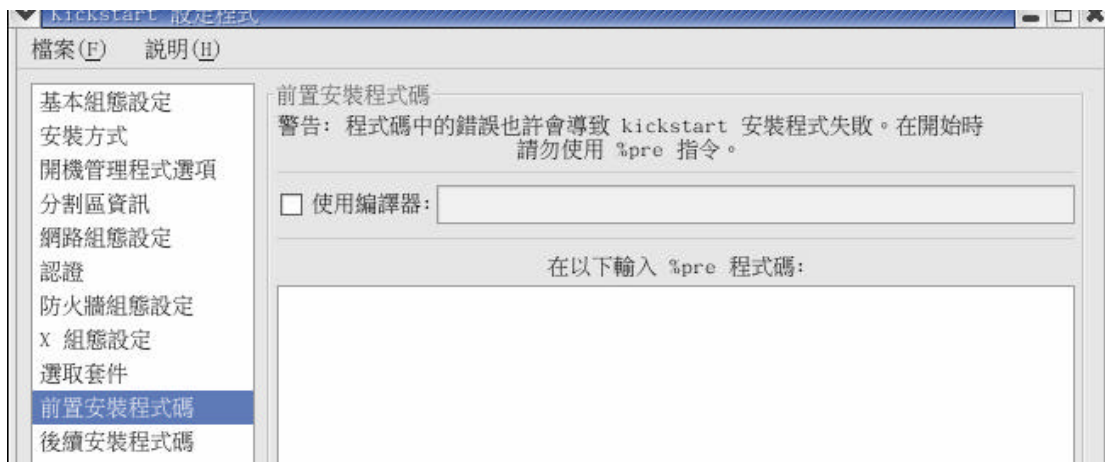 Kickstart 設定程式
檔案(F) 説明(H)
基本組態設定
安裝方式
開機管理程式選項
分割區資訊
網路組態設定
認證
防火牆組態設定
X 組態設定
選取套件
前置安裝程式碼
後續安裝程式碼
前置安裝程式碼
警告: 程式碼中的錯誤也許會導致 kickstart 安裝程式失敗。在開始時
請勿使用 %pre 指令。
使用編譯器:
在以下輸入 %pre 程式碼: